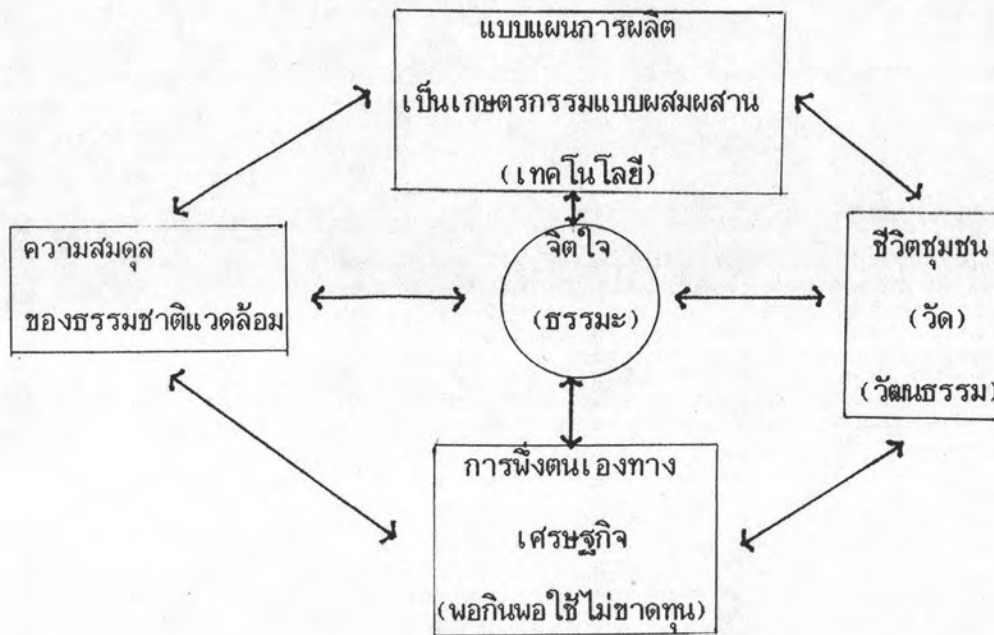 แบบแผนการผลิต
เป็นเกษตรกรรมแบบผสมผสาน
(เทคโนโลยี)
ความสมดุล
ของธรรมชาติแวดล้อม
จิตใจ
(ธรรมะ)
ชีวิตชุมชน
(วัด)
(วัฒนธรรม)
การพึ่งตนเองทาง
เศรษฐกิจ
(พอกินพอใช้ไม่ขาดทุน)